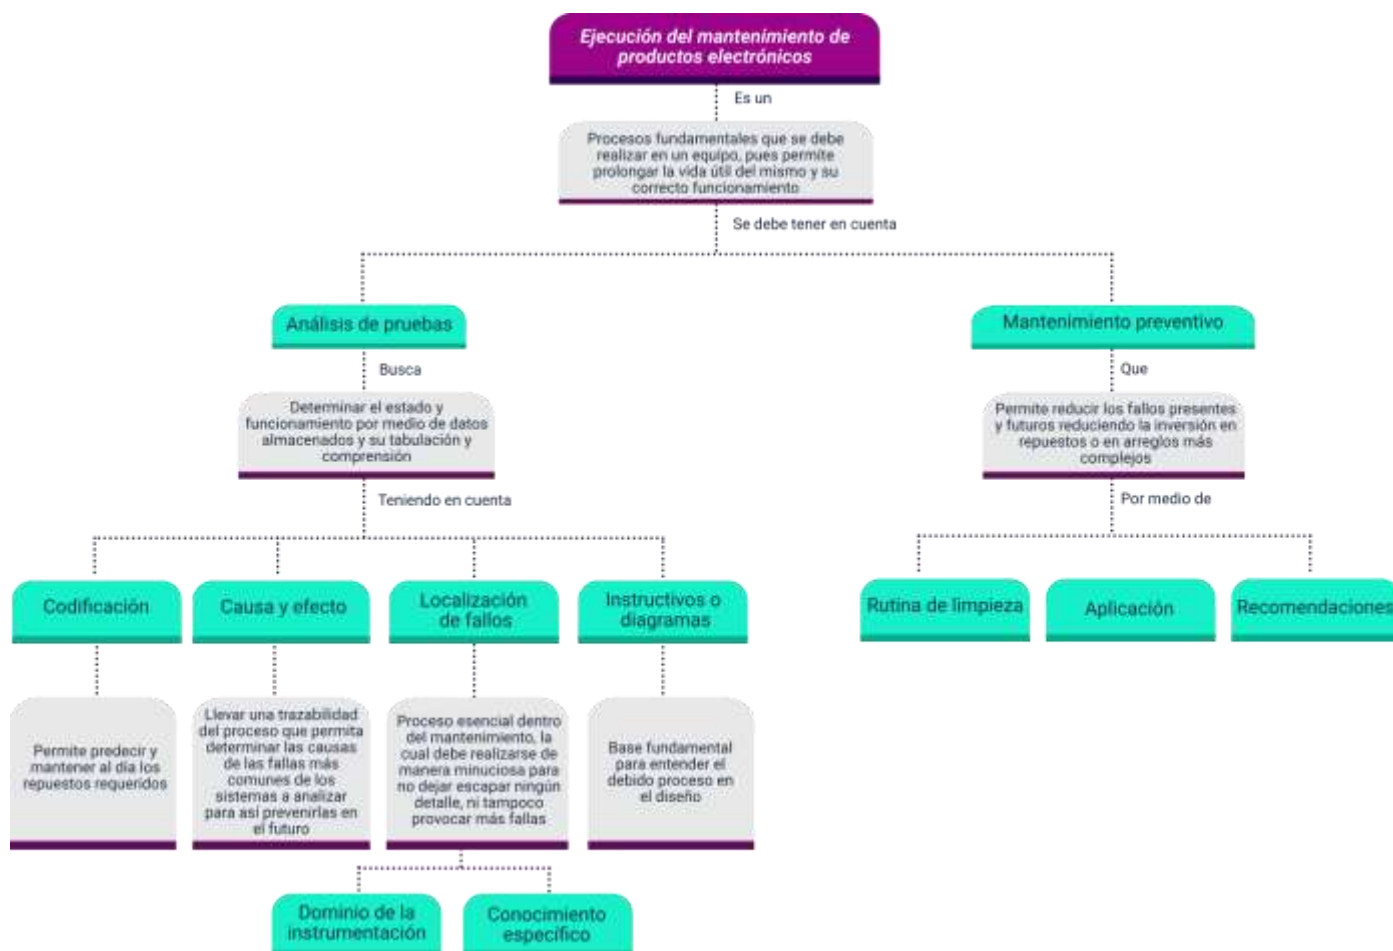 Ejecución del mantenimiento de
productos electrónicos
Es un
Procesos fundamentales que se debe
realizar en un equipo, pues permite
prolongar la vida útil del mismo y su
correcto funcionamiento
Se debe tener en cuenta
Análisis de pruebas
Busca
Determinar el estado y
funcionamiento por medio de datos
almacenados y su tabulación y
comprensión
Teniendo en cuenta
Codificación
Permite predecir y
mantener al día los
repuestos requeridos
Causa y efecto
Llevar una trazabilidad
del proceso que permita
determinar las causas
de las fallas más
comunes de los
sistemas a analizar
para así prevenirlas en
el futuro
Localización
de fallos
Proceso esencial dentro
del mantenimiento, la
cual debe realizarse de
manera minuciosa para
no dejar escapar ningún
detalle, ni tampoco
provocar más fallas
Dominio de la
instrumentación
Conocimiento
específico
Instructivos o
diagramas
Base fundamental
para entender el
debido proceso en
el diseño
Mantenimiento preventivo
Que
Permite reducir los fallos presentes
y futuros reduciendo la inversión en
repuestos o en arreglos más
complejos
Por medio de
Rutina de limpieza
Aplicación
Recomendaciones